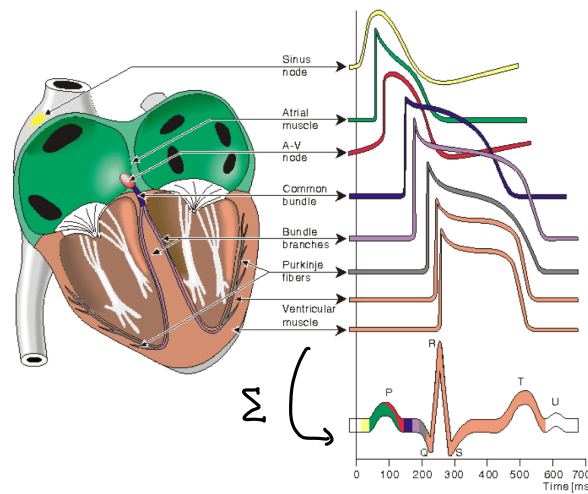 Sinus
node
Atrial
muscle
A-V
node
Common
bundle
Bundle
branches
Purkinje
fibers
Ventricular
muscle
Σ
R
P
T
U
Q
S
0 100 200 300 400 500 600 700
Time [ms